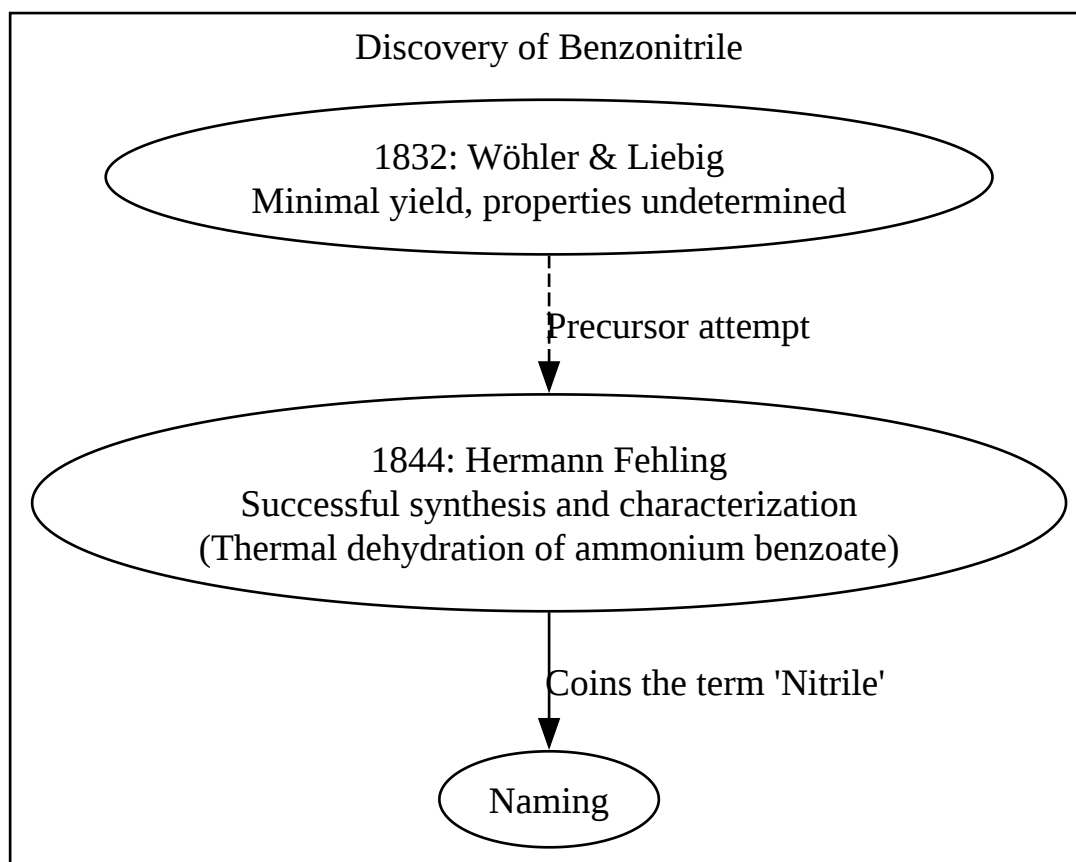 Discovery of Benzonitrile
1832: Wöhler & Liebig
Minimal yield, properties undetermined
Precursor attempt
1844: Hermann Fehling
Successful synthesis and characterization
(Thermal dehydration of ammonium benzoate)
Coins the term 'Nitrile'
Naming